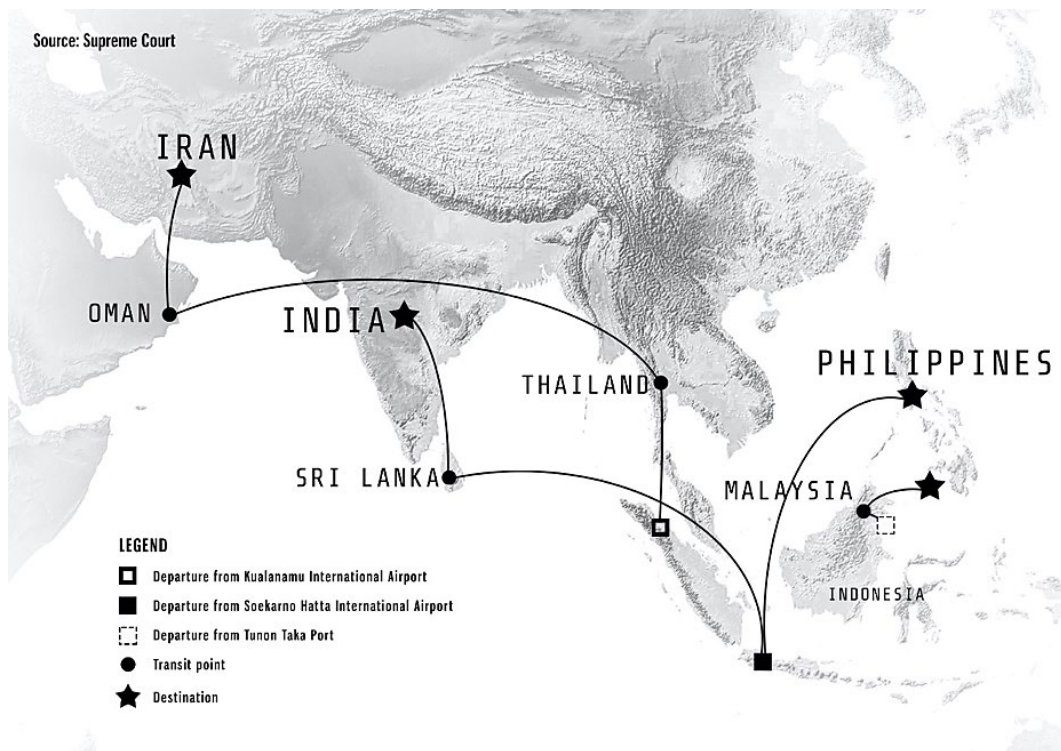 Source: Supreme Court
IRAN
OMAN
INDIA
THAILAND
PHILIPPINES
SRI LANKA
MALAYSIA
INDONESIA
LEGEND
Departure from Kualanamu International Airport
Departure from Soekarno Hatta International Airport
Departure from Tunon Taka Port
Transit point
Destination